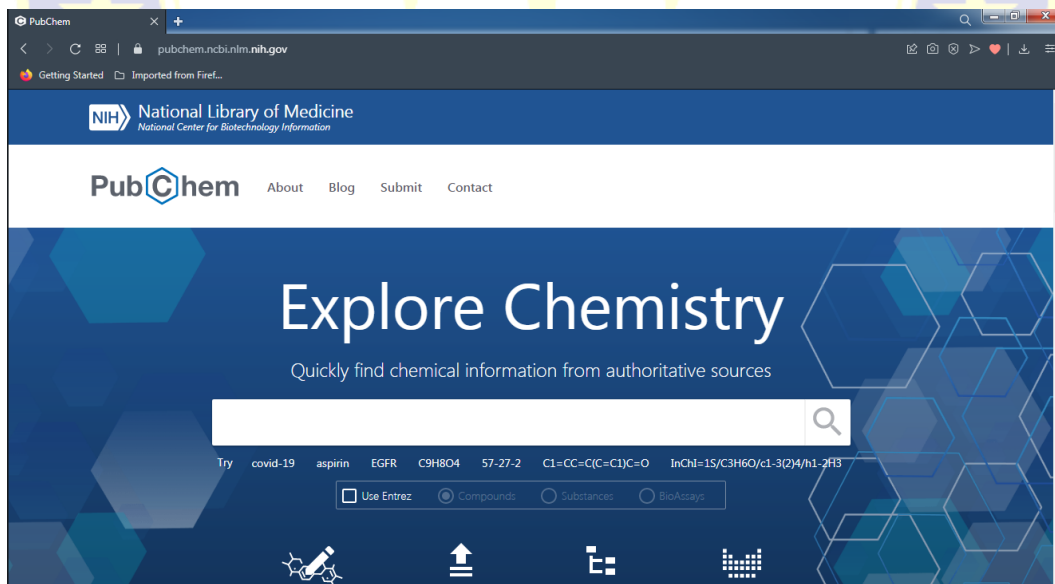 PubChem
pubchem.ncbi.nlm.nih.gov
Getting Started Imported from Firef...
NIH National Library of Medicine
National Center for Biotechnology Information
PubChem About Blog Submit Contact
Explore Chemistry
Quickly find chemical information from authoritative sources
Try covid-19 aspirin EGFR C9H8O4 57-27-2 C1=CC=C(C=C1)C=O InChI=1S/C3H6O/c1-3(2)4/h1-2H3
Use Entrez Compounds Substances BioAssays